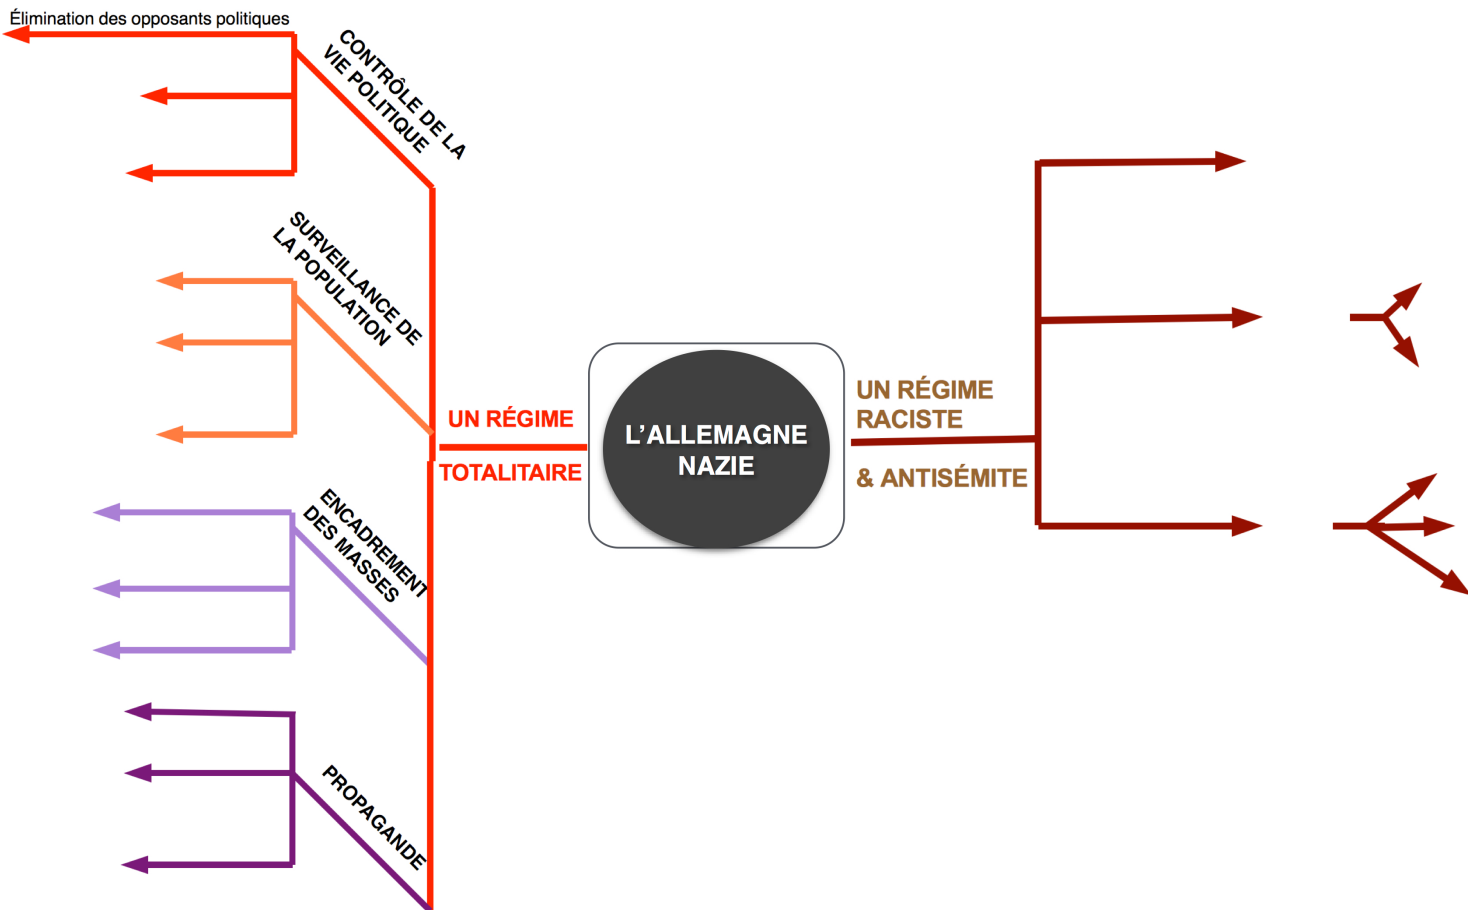 Élimination des opposants politiques
CONTRÔLE DE LA
VIE POLITIQUE
SURVEILLANCE DE
LA POPULATION
UN RÉGIME
TOTALITAIRE
ENCADREMENT
DES MASSES
PROPAGANDE
L'ALLEMAGNE
NAZIE
UN RÉGIME
RACISTE
& ANTISÉMITE